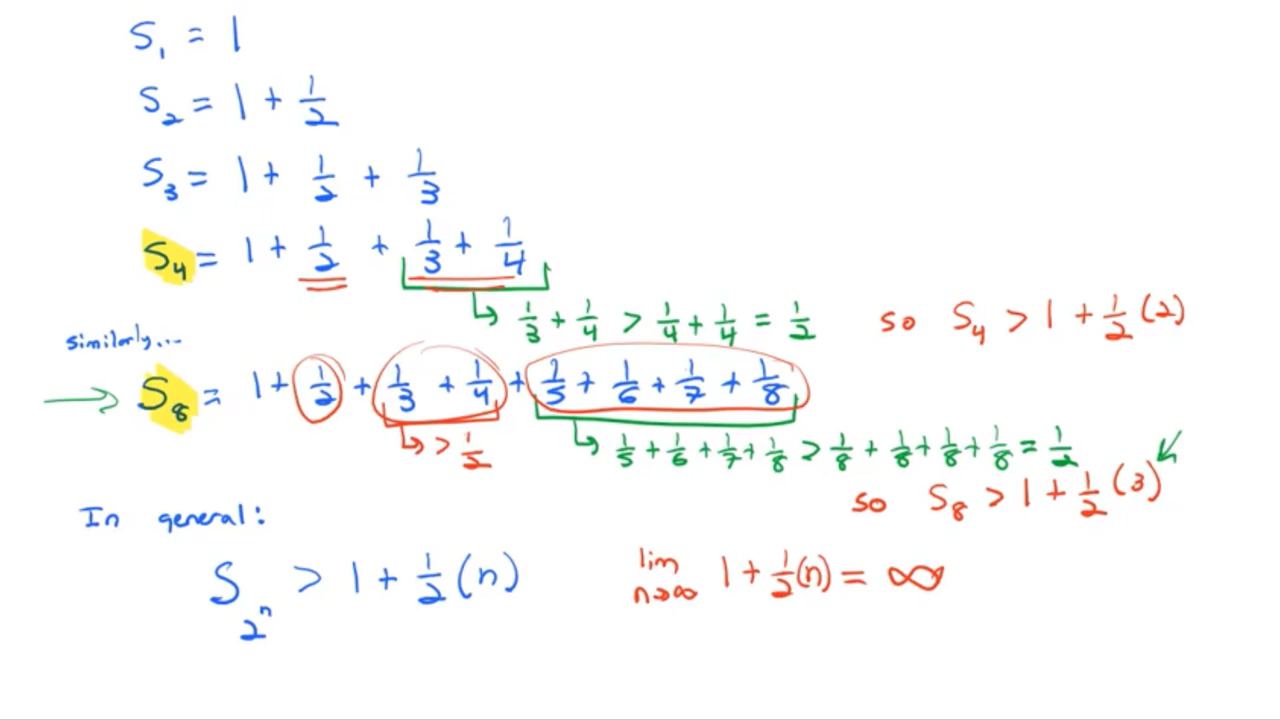 S₁ = 1
S₂ = 1 + 1/2
S₃ = 1 + 1/2 + 1/3
S₄ = 1 + 1/2 + 1/3 + 1/4
↳ 1/3 + 1/4 > 1/4 + 1/4 = 1/2
so S₄ > 1 + 1/2 (2)
similarly...
→ S₈ = 1 + 1/2 + 1/3 + 1/4 + 1/5 + 1/6 + 1/7 + 1/8
↳ > 1/2
↳ 1/5 + 1/6 + 1/7 + 1/8 > 1/8 + 1/8 + 1/8 + 1/8 = 1/2
so S₈ > 1 + 1/2 (3)
In general:
S_2ⁿ > 1 + 1/2 (n)
lim n→∞ 1 + 1/2 (n) = ∞